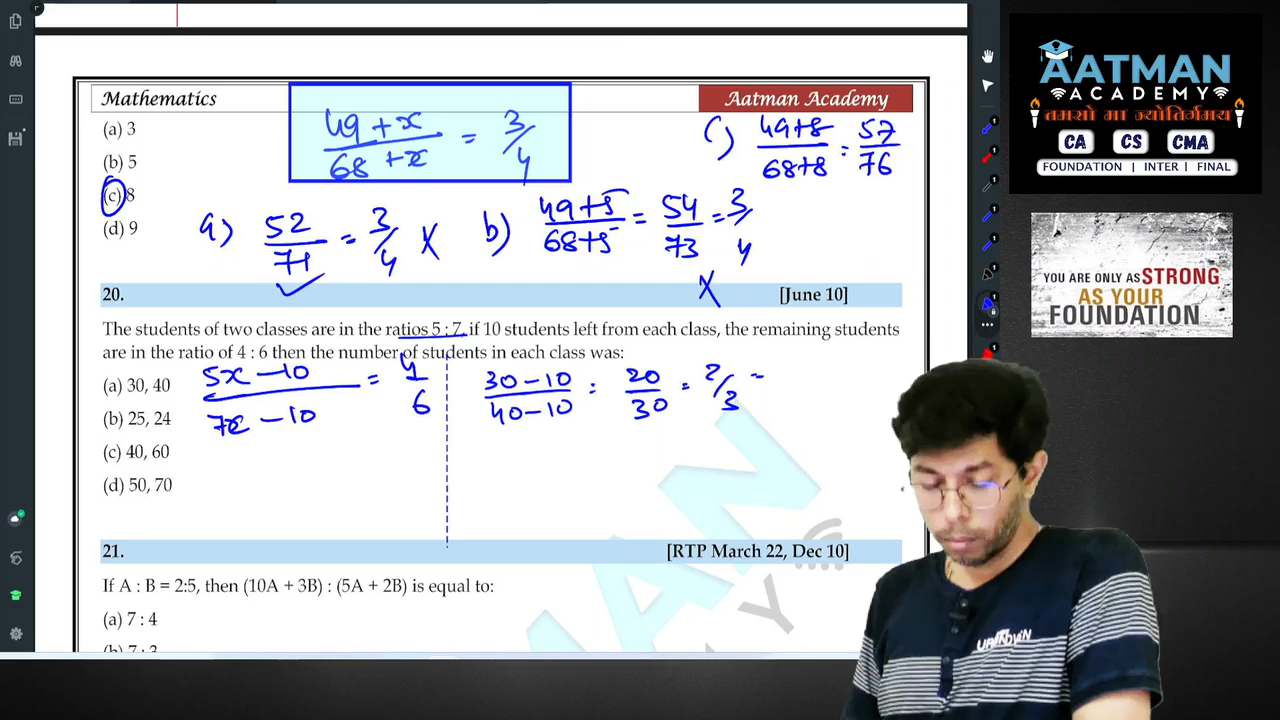 Mathematics
Aatman Academy
(a) 3
(b) 5
(c) 8
(d) 9
49 + x / 68 + x = 3/4
a) 52/71 = 3/4 X
b) 49+5 / 68+5 = 54/73 = 3/4
X
c) 49+8 / 68+8 = 57/76
20.
[June 10]
The students of two classes are in the ratios 5 : 7, if 10 students left from each class, the remaining students
are in the ratio of 4 : 6 then the number of students in each class was:
(a) 30, 40
(b) 25, 24
(c) 40, 60
(d) 50, 70
5x - 10 / 7x - 10 = 4/6
30 - 10 / 40 - 10 = 20/30 = 2/3 =
21.
[RTP March 22, Dec 10]
If A : B = 2:5, then (10A + 3B) : (5A + 2B) is equal to:
(a) 7 : 4
AATMAN
ACADEMY
तमसो मा ज्योतिर्गमय
CA
CS
CMA
FOUNDATION | INTER | FINAL
YOU ARE ONLY AS STRONG
AS YOUR
FOUNDATION